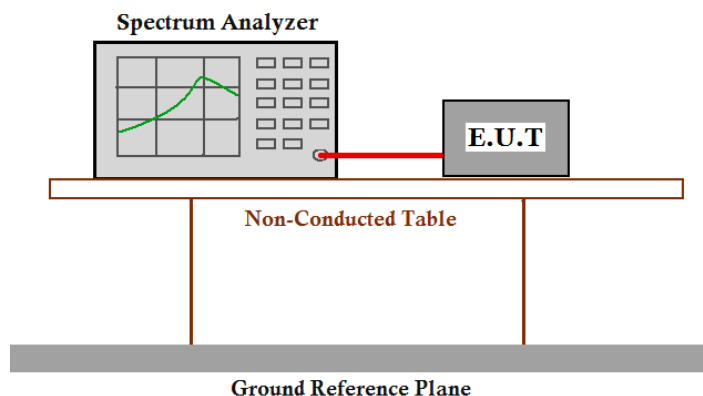 Spectrum Analyzer
E.U.T
Non-Conducted Table
Ground Reference Plane